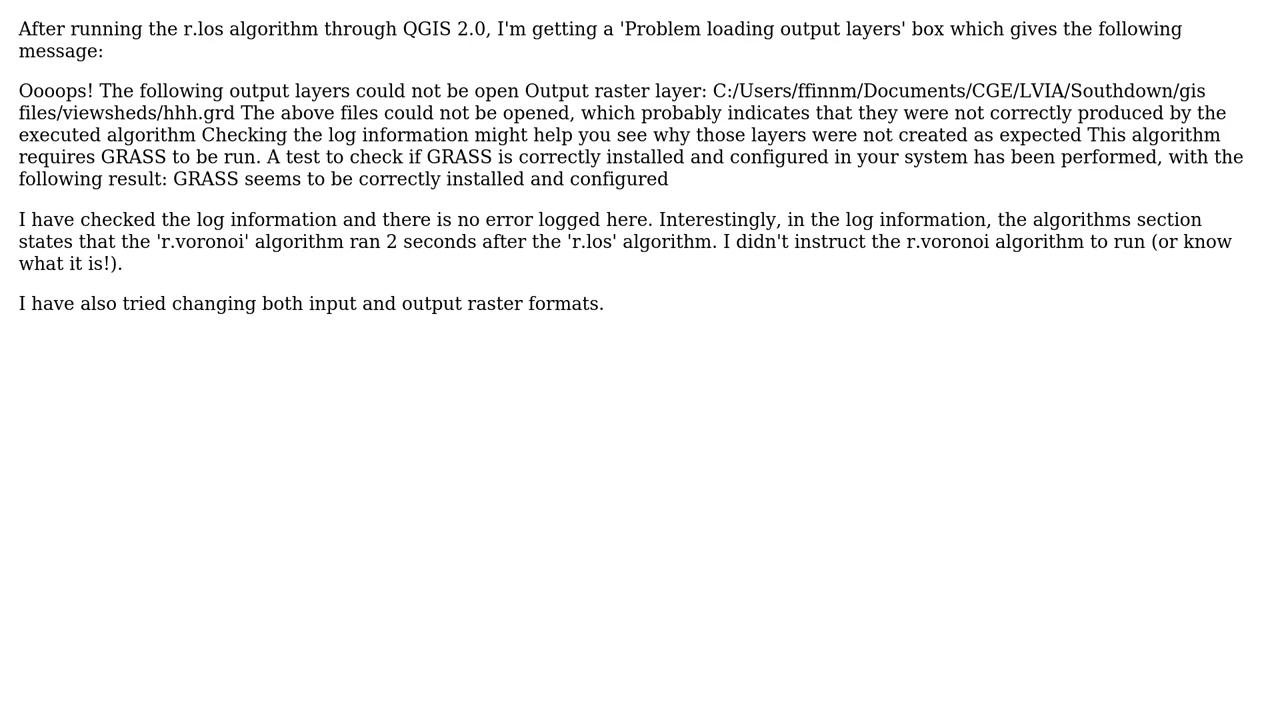 After running the r.los algorithm through QGIS 2.0, I'm getting a 'Problem loading output layers' box which gives the following
message:
Oooops! The following output layers could not be open Output raster layer: C:/Users/ffinnm/Documents/CGE/LVIA/Southdown/gis
files/viewsheds/hhh.grd The above files could not be opened, which probably indicates that they were not correctly produced by the
executed algorithm Checking the log information might help you see why those layers were not created as expected This algorithm
requires GRASS to be run. A test to check if GRASS is correctly installed and configured in your system has been performed, with the
following result: GRASS seems to be correctly installed and configured
I have checked the log information and there is no error logged here. Interestingly, in the log information, the algorithms section
states that the 'r.voronoi' algorithm ran 2 seconds after the 'r.los' algorithm. I didn't instruct the r.voronoi algorithm to run (or know
what it is!).
I have also tried changing both input and output raster formats.